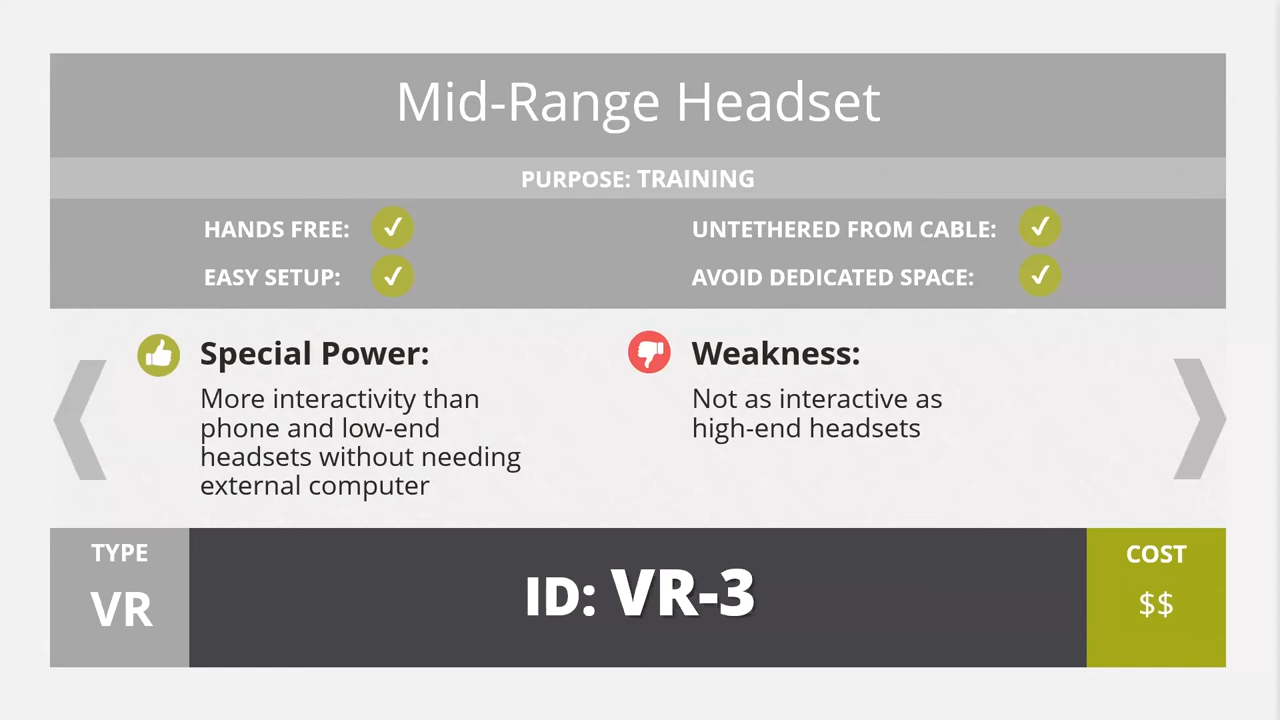 Mid-Range Headset
PURPOSE: TRAINING
HANDS FREE:
UNTETHERED FROM CABLE:
EASY SETUP:
AVOID DEDICATED SPACE:
Special Power:
More interactivity than
phone and low-end
headsets without needing
external computer
Weakness:
Not as interactive as
high-end headsets
TYPE
VR
ID: VR-3
COST
$$